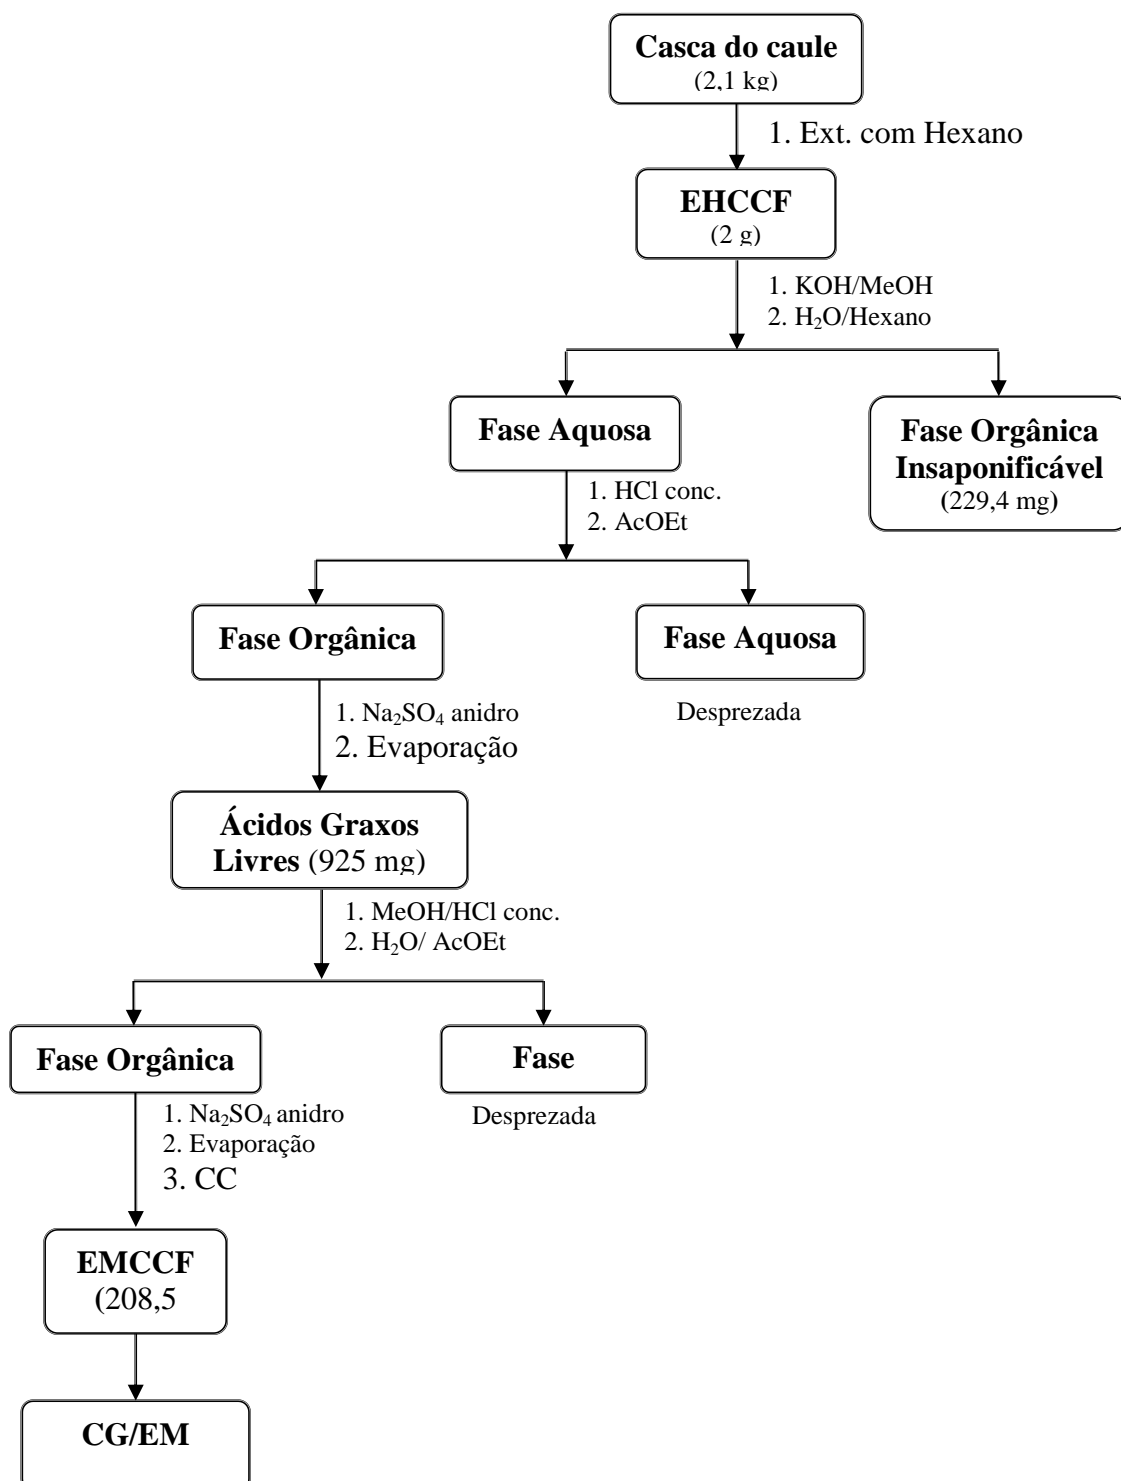 Casca do caule
(2,1 kg)
1. Ext. com Hexano
EHCCF
(2 g)
1. KOH/MeOH
2. H₂O/Hexano
Fase Aquosa
Fase Orgânica
Insaponificável
(229,4 mg)
1. HCl conc.
2. AcOEt
Fase Orgânica
Fase Aquosa
1. Na₂SO₄ anidro
2. Evaporação
Desprezada
Ácidos Graxos
Livres (925 mg)
1. MeOH/HCl conc.
2. H₂O/ AcOEt
Fase Orgânica
Fase
1. Na₂SO₄ anidro
2. Evaporação
3. CC
Desprezada
EMCCF
(208,5
CG/EM